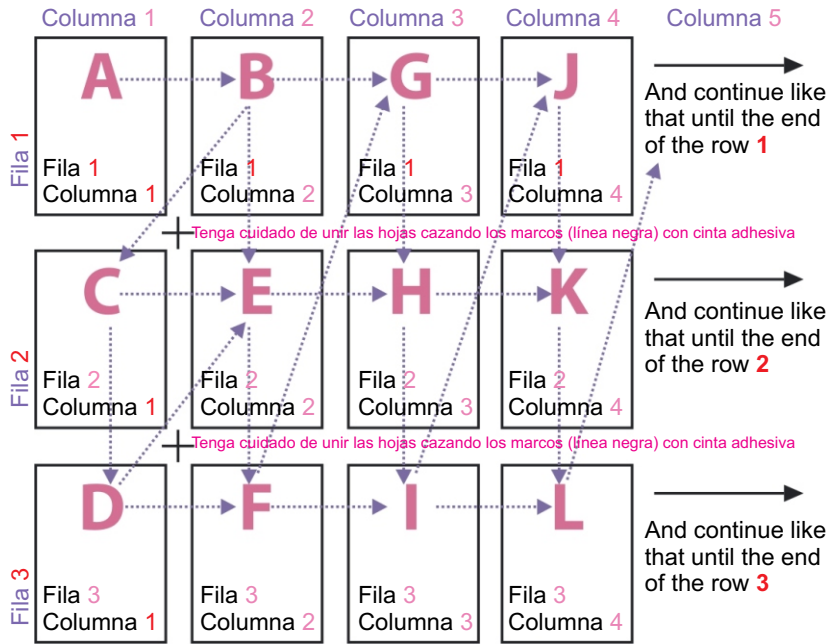 Columna 1 Columna 2 Columna 3 Columna 4 Columna 5
Fila 1
A B G J
Fila 1 Fila 1 Fila 1 Fila 1
Columna 1 Columna 2 Columna 3 Columna 4
And continue like
that until the end
of the row 1
Tenga cuidado de unir las hojas cazando los marcos (línea negra) con cinta adhesiva
Fila 2
C E H K
Fila 2 Fila 2 Fila 2 Fila 2
Columna 1 Columna 2 Columna 3 Columna 4
And continue like
that until the end
of the row 2
Tenga cuidado de unir las hojas cazando los marcos (línea negra) con cinta adhesiva
Fila 3
D F I L
Fila 3 Fila 3 Fila 3 Fila 3
Columna 1 Columna 2 Columna 3 Columna 4
And continue like
that until the end
of the row 3